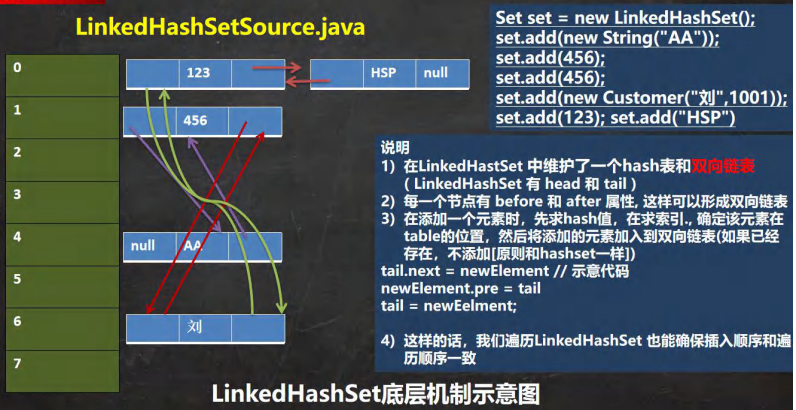 LinkedHashSetSource.java
Set set = new LinkedHashSet();
set.add(new String("AA"));
set.add(456);
set.add(456);
set.add(new Customer("刘",1001));
set.add(123); set.add("HSP")
0
123
HSP
null
1
456
2
3
4
null
AA
5
6
刘
7
说明
1) 在LinkedHastSet 中维护了一个hash表和双向链表
( LinkedHashSet 有 head 和 tail )
2) 每一个节点有 before 和 after 属性, 这样可以形成双向链表
3) 在添加一个元素时，先求hash值，在求索引., 确定该元素在
table的位置，然后将添加的元素加入到双向链表(如果已经
存在，不添加[原则和hashset一样])
tail.next = newElement // 示意代码
newElement.pre = tail
tail = newEelment;
4) 这样的话，我们遍历LinkedHashSet 也能确保插入顺序和遍
历顺序一致
LinkedHashSet底层机制示意图